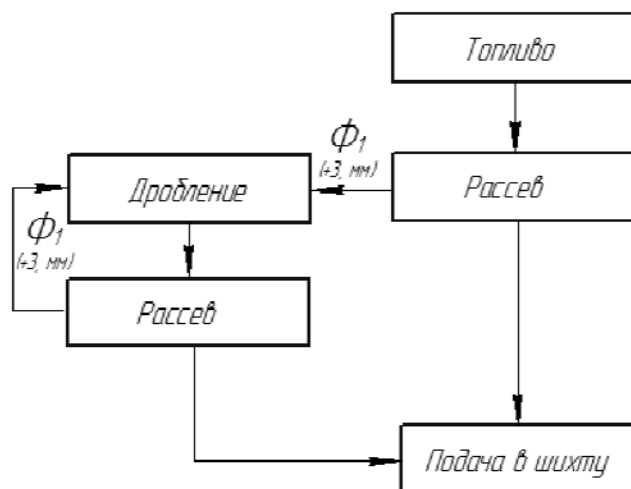 Топливо
Ф₁
(+3, мм)
Дробление
Рассев
Ф₁
(+3, мм)
Рассев
Подача в шихту